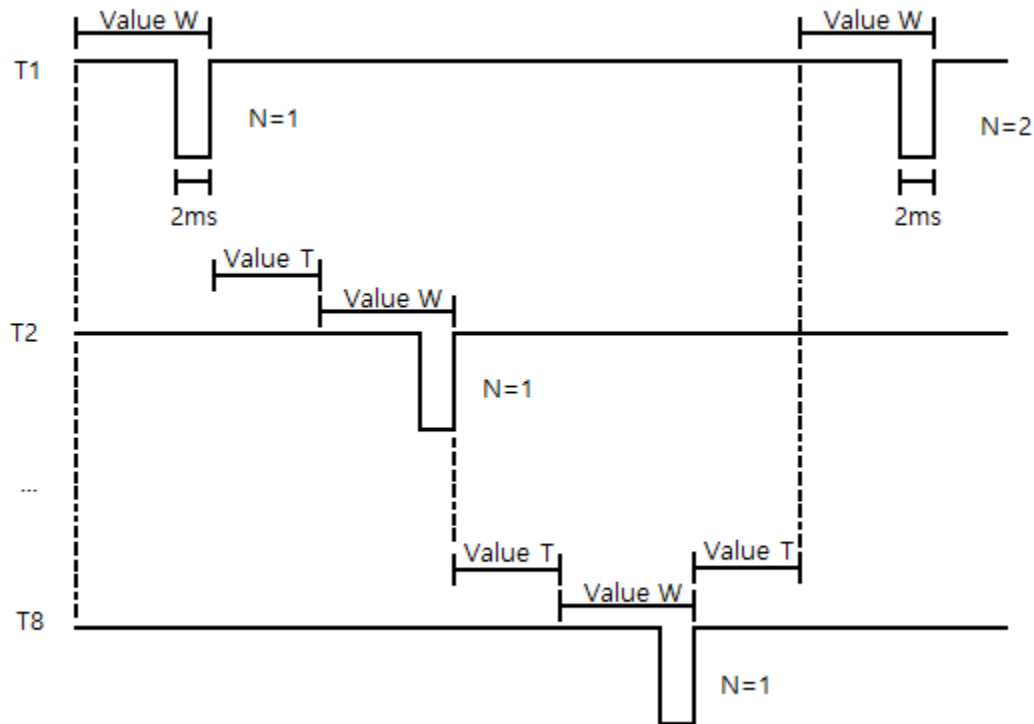 Value W
Value W
T1
N=1
N=2
2ms
2ms
Value T
Value W
T2
N=1
...
Value T
Value T
Value W
T8
N=1